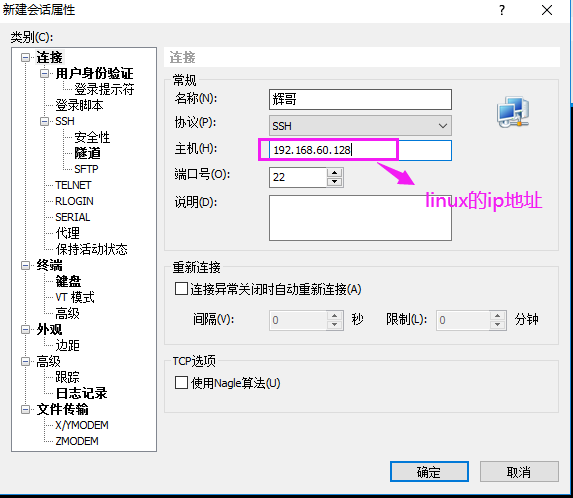 新建会话属性
类别(C):
连接
用户身份验证
登录提示符
登录脚本
SSH
安全性
隧道
SFTP
TELNET
RLOGIN
SERIAL
代理
保持活动状态
终端
键盘
VT 模式
高级
外观
边距
高级
跟踪
日志记录
文件传输
X/YMODEM
ZMODEM
连接
常规
名称(N): 辉哥
协议(P): SSH
主机(H): 192.168.60.128
端口号(O): 22
linux的ip地址
说明(D):
重新连接
连接异常关闭时自动重新连接(A)
间隔(V): 0 秒 限制(L): 0 分钟
TCP选项
使用Nagle算法(U)
确定 取消